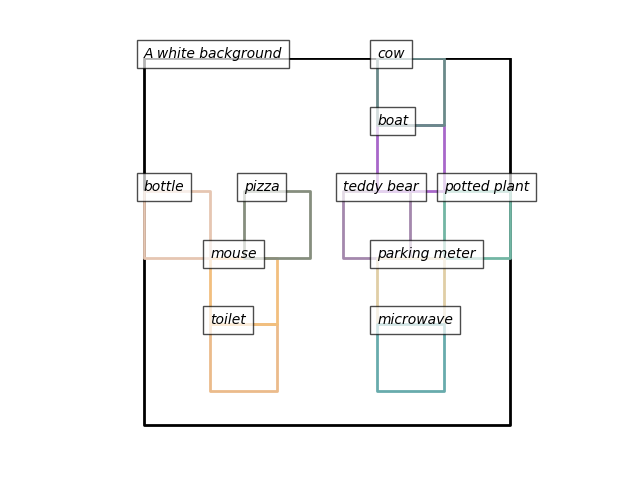 A white background
cow
boat
bottle
pizza
teddy bear
potted plant
mouse
parking meter
toilet
microwave